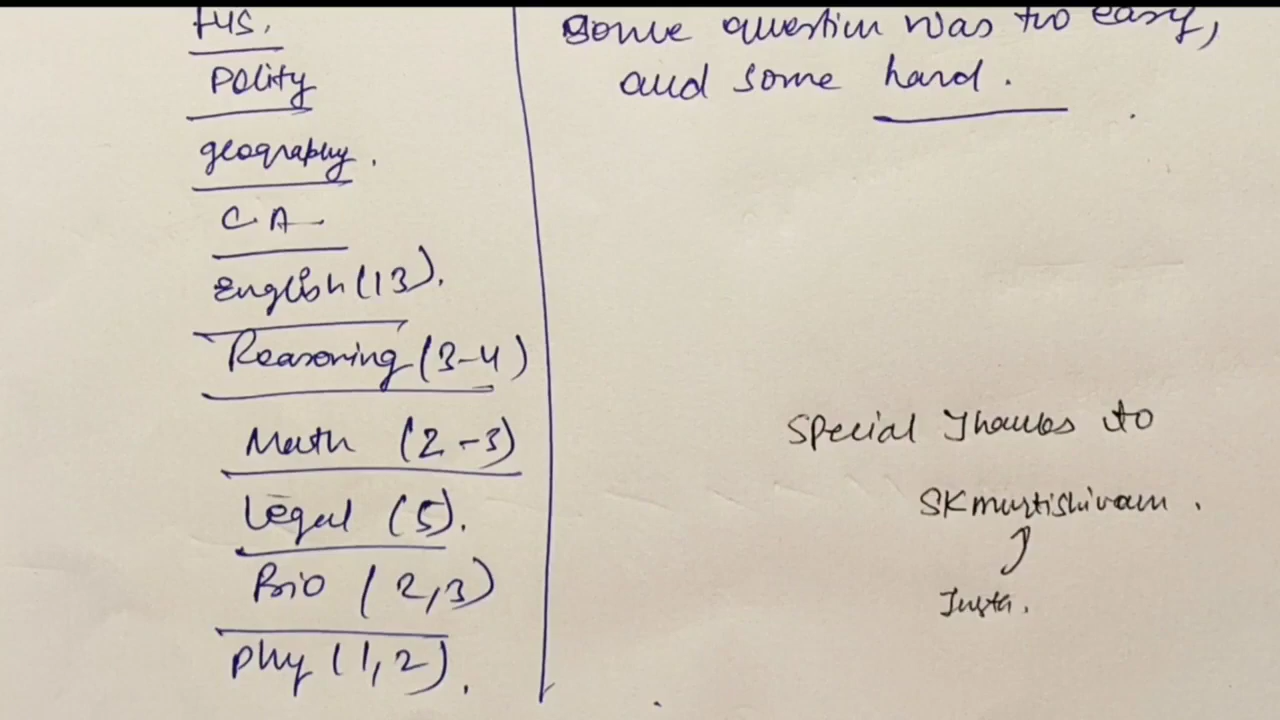 Polity
geography.
CA
English (13).
Reasoning (3-4)
Math (2-3)
Legal (5).
Bio (2,3)
Phy (1,2).
some question was too easy,
and some hard.
Special Thanks to
SKmurtishivam.
Insta.